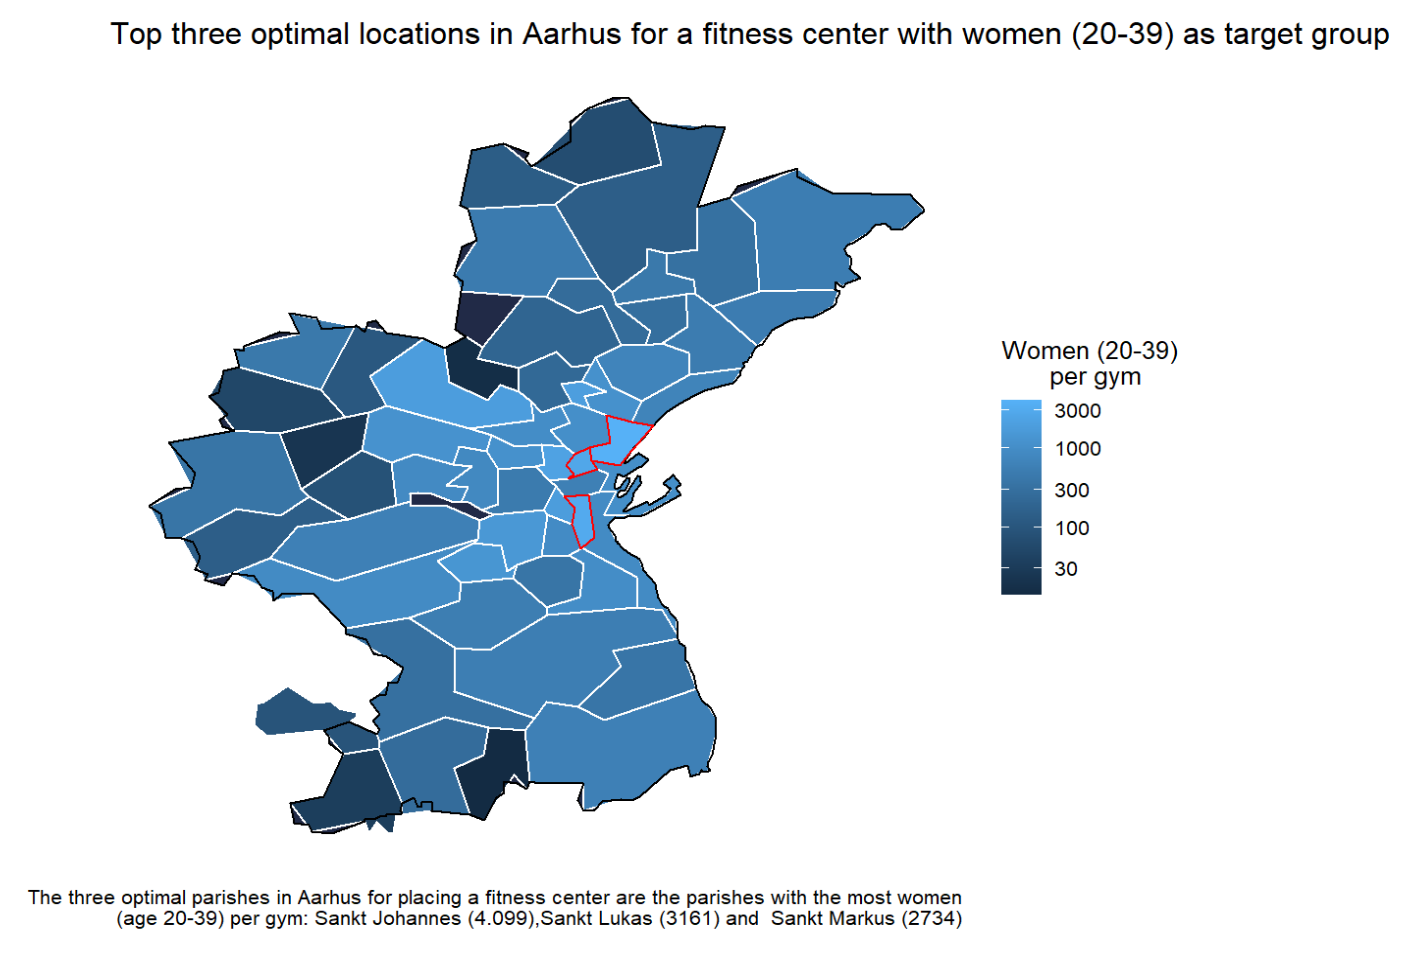 Top three optimal locations in Aarhus for a fitness center with women (20-39) as target group
Women (20-39)
per gym
3000
1000
300
100
30
The three optimal parishes in Aarhus for placing a fitness center are the parishes with the most women
(age 20-39) per gym: Sankt Johannes (4.099),Sankt Lukas (3161) and  Sankt Markus (2734)